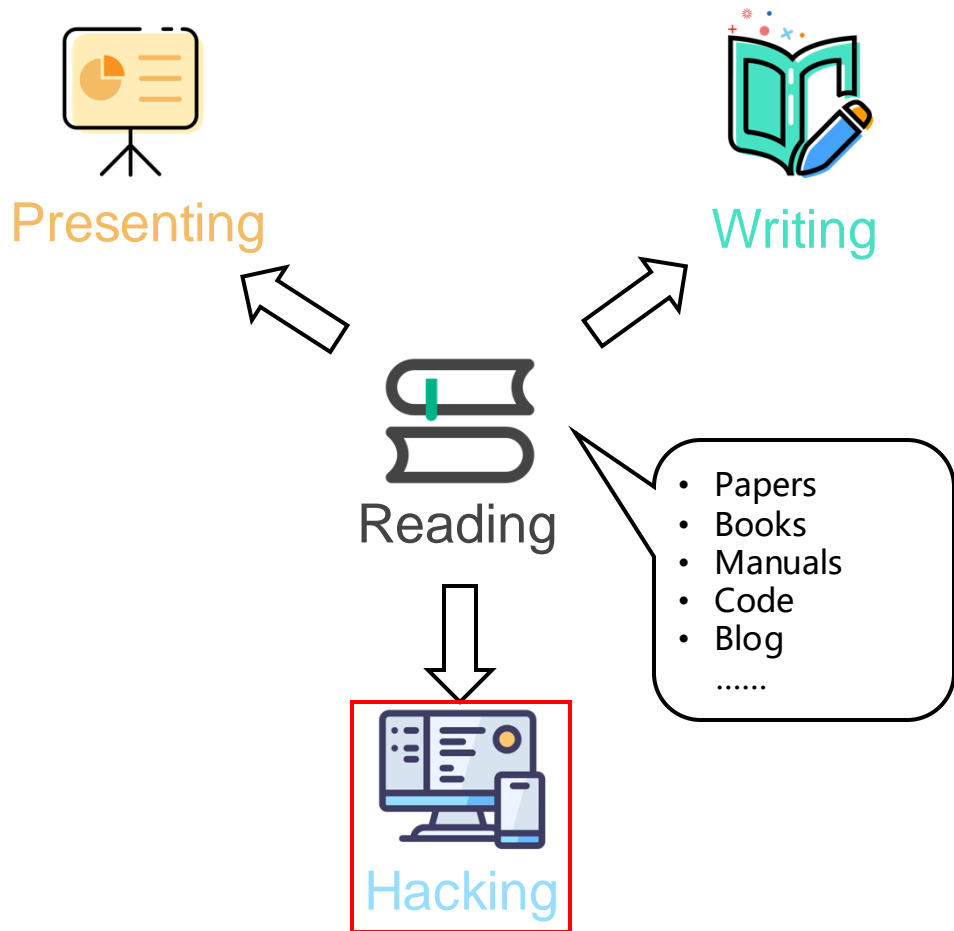 Presenting
Writing
Reading
• Papers
• Books
• Manuals
• Code
• Blog
......
Hacking